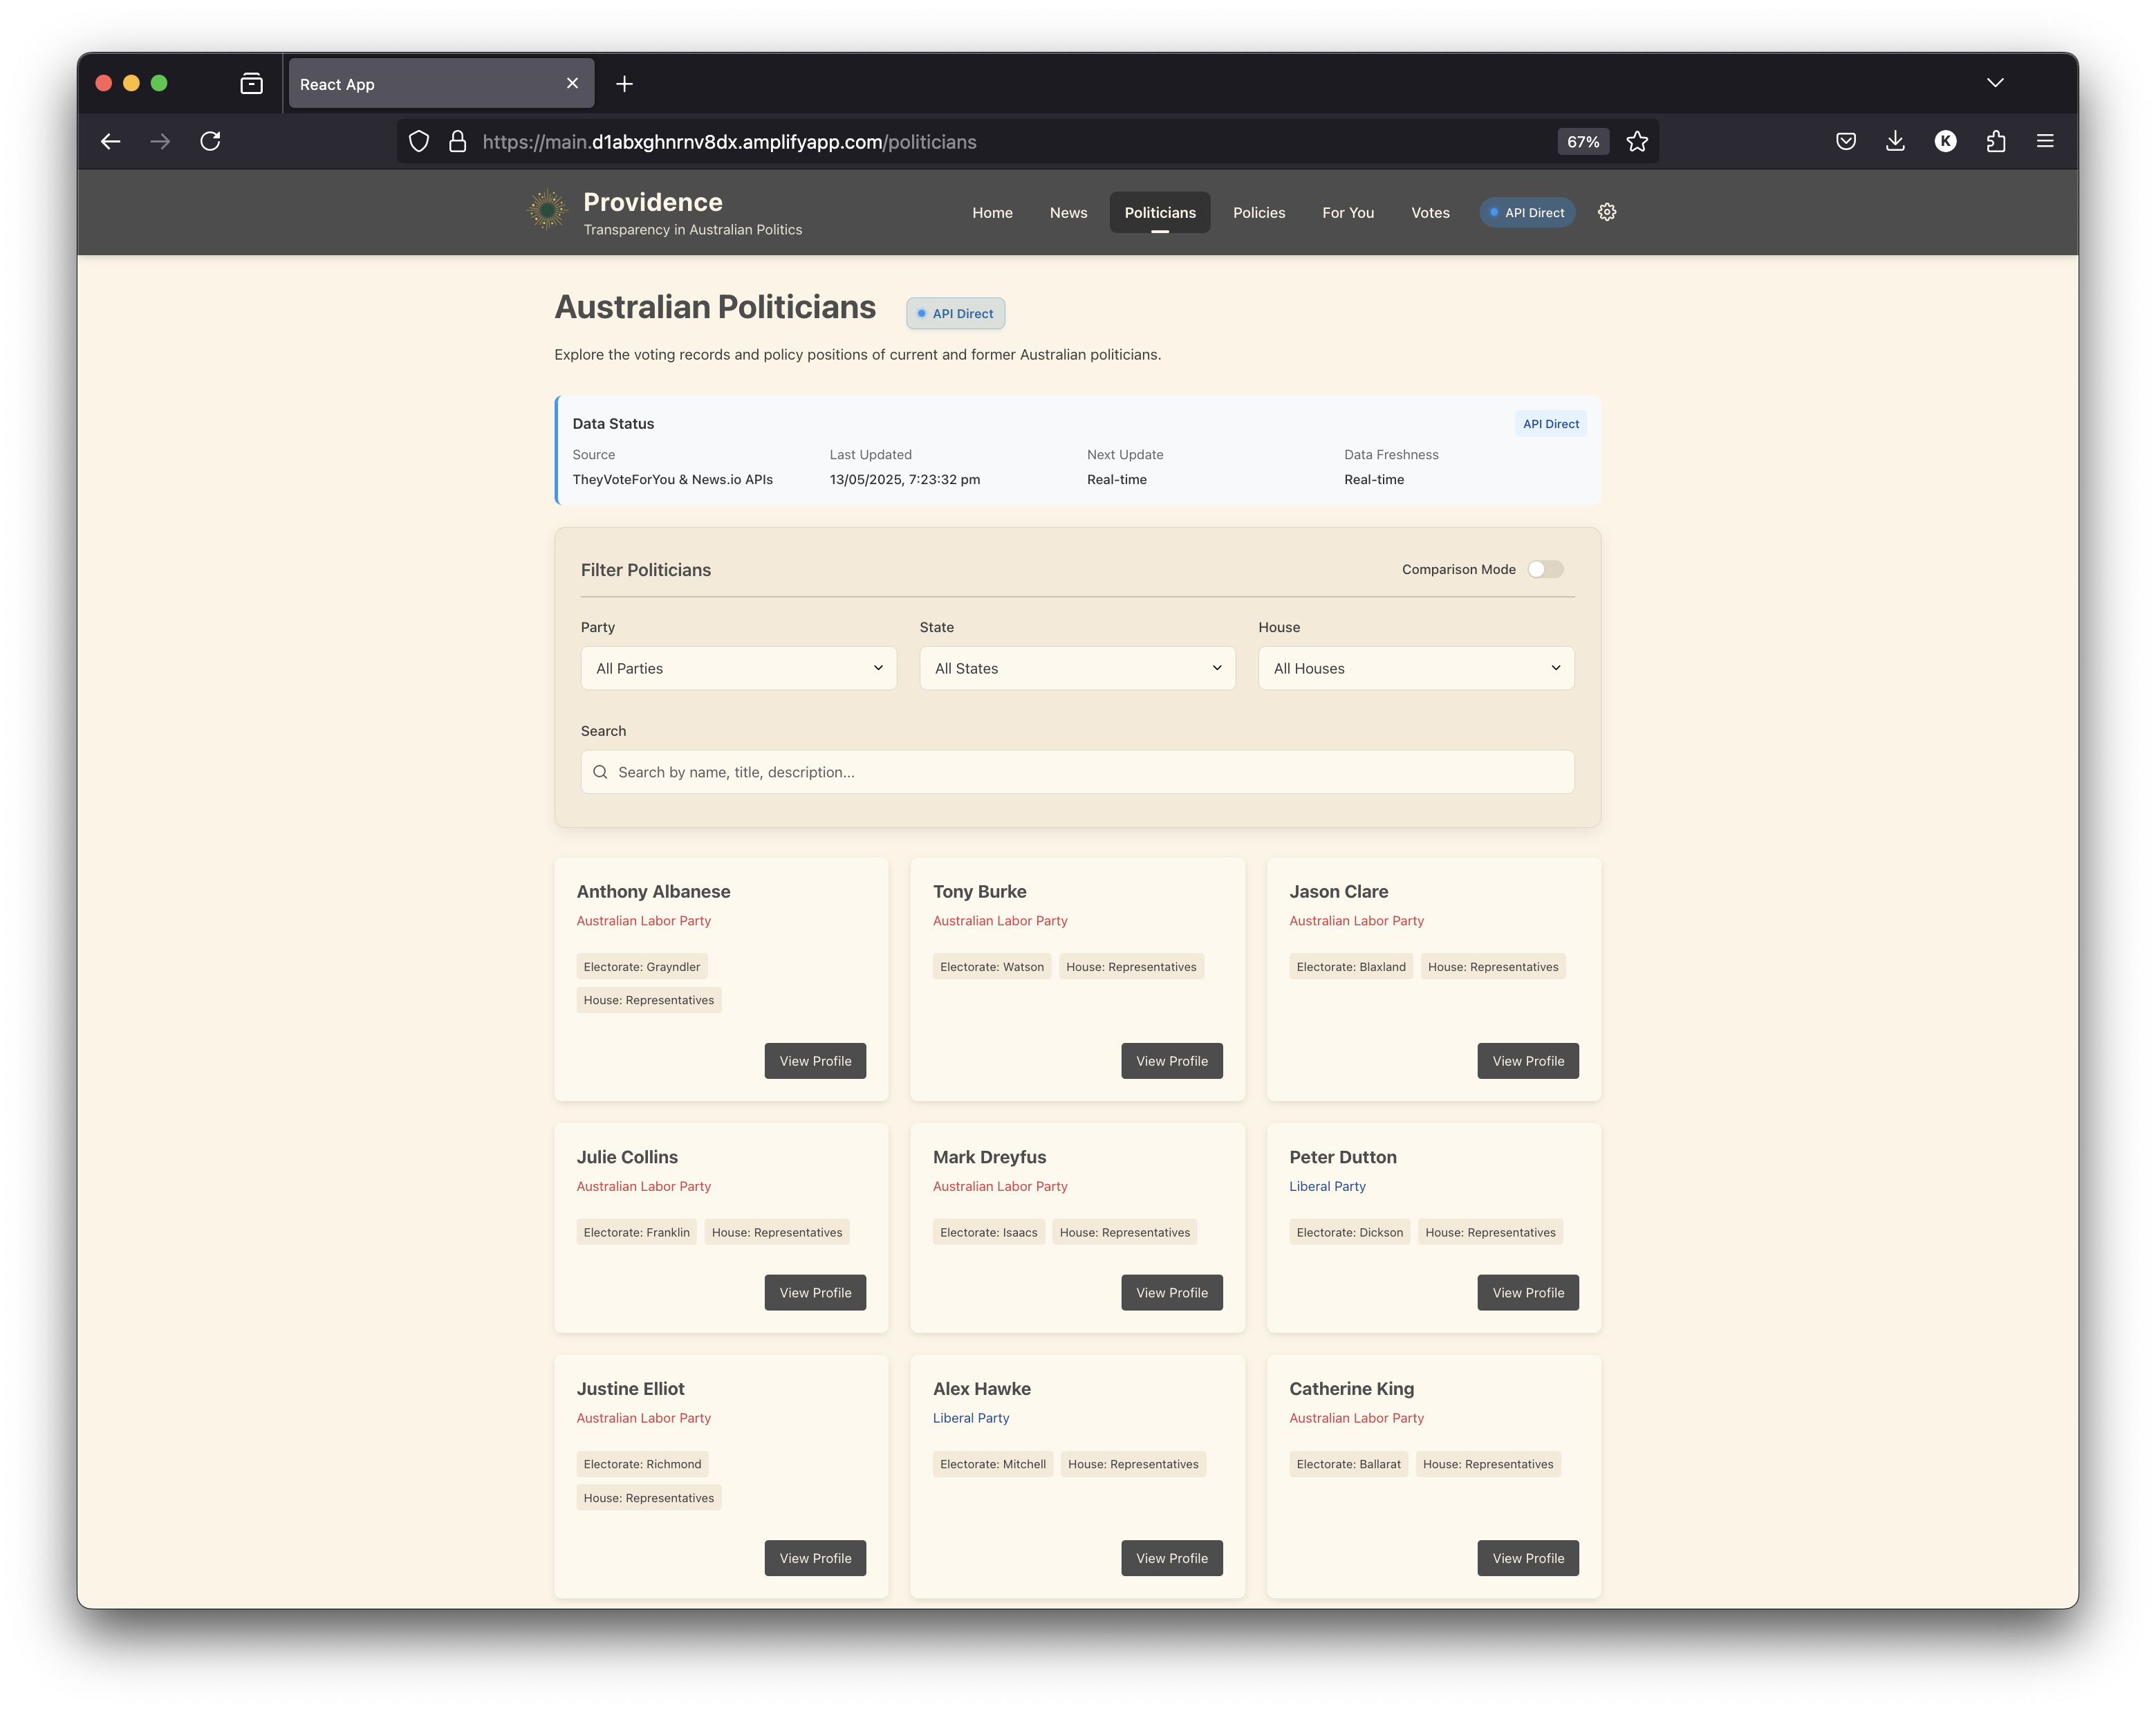 React App
https://main.d1abxghnrnv8dx.amplifyapp.com/politicians
67%
K
Providence
Transparency in Australian Politics
Home News Politicians Policies For You Votes API Direct
Australian Politicians API Direct
Explore the voting records and policy positions of current and former Australian politicians.
Data Status API Direct
Source Last Updated Next Update Data Freshness
TheyVoteForYou & News.io APIs 13/05/2025, 7:23:32 pm Real-time Real-time
Filter Politicians Comparison Mode
Party State House
All Parties All States All Houses
Search
Search by name, title, description...
Anthony Albanese
Australian Labor Party
Electorate: Grayndler
House: Representatives
View Profile
Tony Burke
Australian Labor Party
Electorate: Watson House: Representatives
View Profile
Jason Clare
Australian Labor Party
Electorate: Blaxland House: Representatives
View Profile
Julie Collins
Australian Labor Party
Electorate: Franklin House: Representatives
View Profile
Mark Dreyfus
Australian Labor Party
Electorate: Isaacs House: Representatives
View Profile
Peter Dutton
Liberal Party
Electorate: Dickson House: Representatives
View Profile
Justine Elliot
Australian Labor Party
Electorate: Richmond
House: Representatives
View Profile
Alex Hawke
Liberal Party
Electorate: Mitchell House: Representatives
View Profile
Catherine King
Australian Labor Party
Electorate: Ballarat House: Representatives
View Profile